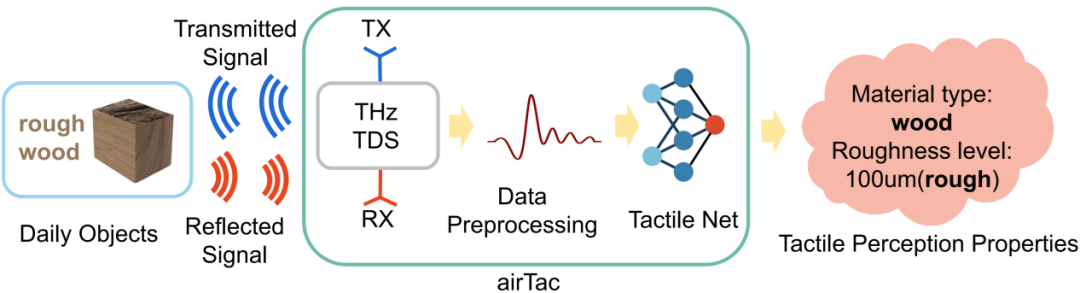 Transmitted
Signal
rough
wood
Daily Objects
Reflected
Signal
TX
THz
TDS
RX
Data
Preprocessing
Tactile Net
airTac
Material type:
wood
Roughness level:
100um(rough)
Tactile Perception Properties